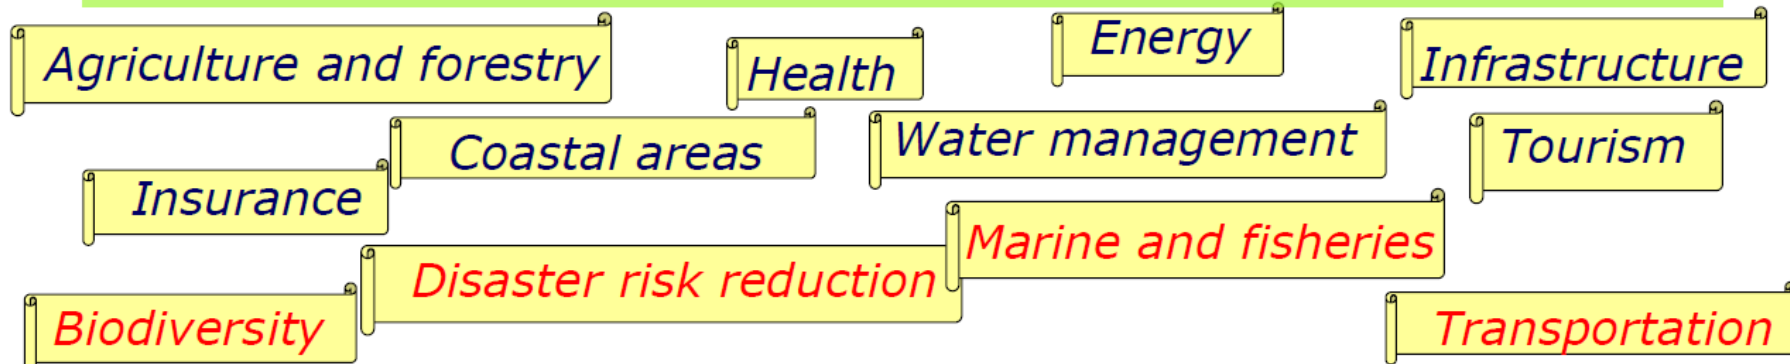 Agriculture and forestry
Health
Energy
Infrastructure
Coastal areas
Water management
Tourism
Insurance
Marine and fisheries
Disaster risk reduction
Biodiversity
Transportation